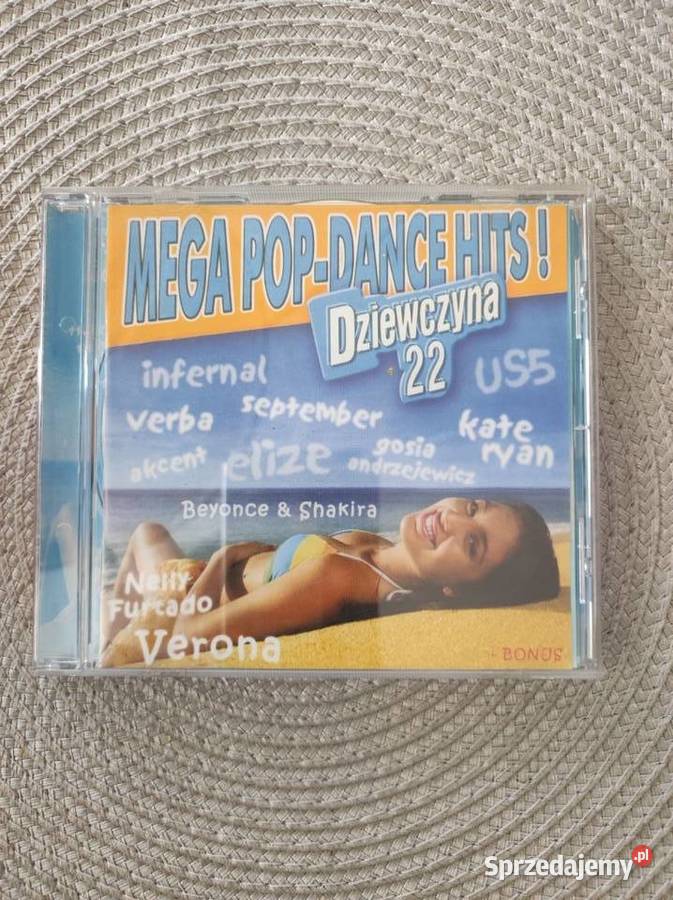 MEGA POP-DANCE HITS!
Dziewczyna
22
infernal
US5
verba
september
kate
ryan
akcent
elize
gosia
andrzejewicz
Beyonce & Shakira
Nelly
Furtado
Verona
BONUS
Sprzedajemy.pl